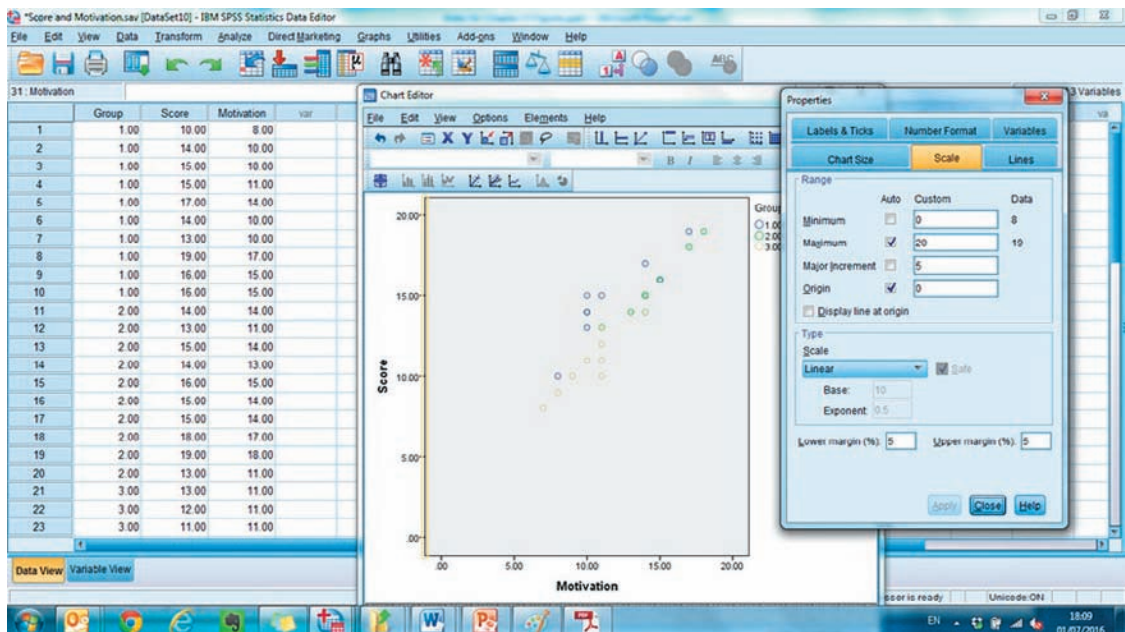 *Score and Motivation.sav [DataSet10] - IBM SPSS Statistics Data Editor
File Edit View Data Transform Analyze Direct Marketing Graphs Utilities Add-ons Window Help
31 : Motivation
3 Variables
Group Score Motivation var
va
1 1.00 10.00 8.00
2 1.00 14.00 10.00
3 1.00 15.00 10.00
4 1.00 15.00 11.00
5 1.00 17.00 14.00
6 1.00 14.00 10.00
7 1.00 13.00 10.00
8 1.00 19.00 17.00
9 1.00 16.00 15.00
10 1.00 16.00 15.00
11 2.00 14.00 14.00
12 2.00 13.00 11.00
13 2.00 15.00 14.00
14 2.00 14.00 13.00
15 2.00 16.00 15.00
16 2.00 15.00 14.00
17 2.00 15.00 14.00
18 2.00 18.00 17.00
19 2.00 19.00 18.00
20 2.00 13.00 11.00
21 3.00 13.00 11.00
22 3.00 12.00 11.00
23 3.00 11.00 11.00
Data View Variable View
Chart Editor
File Edit View Options Elements Help
X Y
B I
20.00
15.00
10.00
5.00
.00
Score
.00 5.00 10.00 15.00 20.00
Motivation
Group
1.00
2.00
3.00
Properties
Labels & Ticks Number Format Variables
Chart Size Scale Lines
Range
Auto Custom Data
Minimum 0 8
Maximum 20 19
Major Increment 5
Origin 0
Display line at origin
Type
Scale
Linear Safe
Base: 10
Exponent: 0.5
Lower margin (%): 5 Upper margin (%): 5
Apply Close Help
ssor is ready Unicode:ON
EN 18:09
01/07/2016